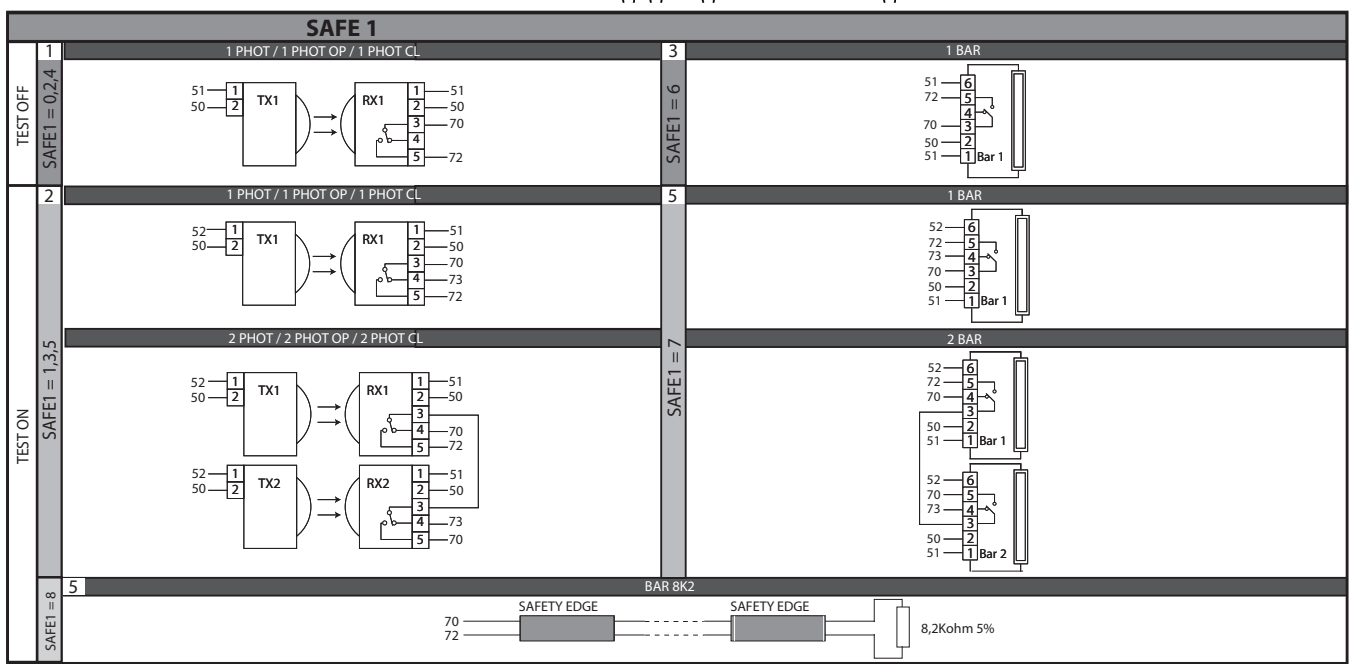 SAFE 1
TEST OFF
SAFE1 = 0,2,4
1
1 PHOT / 1 PHOT OP / 1 PHOT CL
51 1
50 2
TX1
RX1
1 51
2 50
3 70
4
5 72
3
SAFE1 = 6
1 BAR
51 6
72 5
4
70 3
50 2
51 1 Bar 1
TEST ON
2
SAFE1 = 1,3,5
1 PHOT / 1 PHOT OP / 1 PHOT CL
52 1
50 2
TX1
RX1
1 51
2 50
3 70
4 73
5 72
5
SAFE1 = 7
1 BAR
52 6
72 5
73 4
70 3
50 2
51 1 Bar 1
2 PHOT / 2 PHOT OP / 2 PHOT CL
52 1
50 2
TX1
RX1
1 51
2 50
3
4 70
5 72
52 1
50 2
TX2
RX2
1 51
2 50
3
4 73
5 70
2 BAR
52 6
72 5
70 4
3
50 2
51 1 Bar 1
52 6
70 5
73 4
3
50 2
51 1 Bar 2
SAFE1 = 8
5
BAR 8K2
SAFETY EDGE SAFETY EDGE
70
72
8,2Kohm 5%